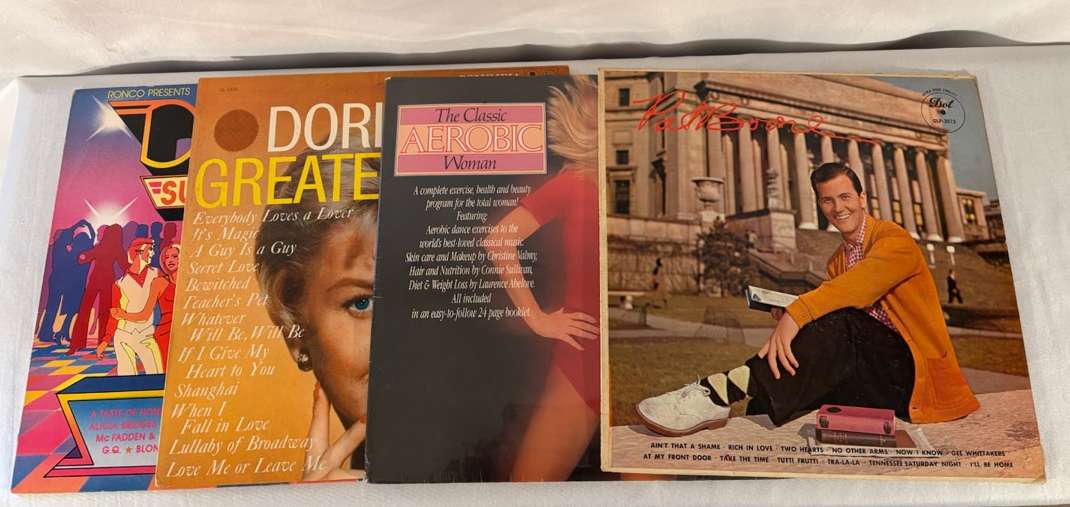 RONCO PRESENTS
D
SU
A TASTE OF HON
ALICIA BRIDGES
MC FADDEN &
G.Q. ★ BLON
DORI
GREATE
Everybody Loves a Lover
It's Magic
A Guy Is a Guy
Secret Love
Bewitched
Teacher's Pet
Whatever
Will Be, Will Be
If I Give My
Heart to You
Shanghai
When I
Fall in Love
Lullaby of Broadway
Love Me or Leave Me
The Classic
AEROBIC
Woman
A complete exercise, health and beauty
program for the total woman!
Featuring:
Aerobic dance exercises to the
world's best-loved classical music.
Skin care and Makeup by Christine Valmy,
Hair and Nutrition by Connie Sullivan,
Diet & Weight Loss by Laurence Abelove.
All included
in an easy-to-follow 24 page booklet.
Pat Boone
Dot
DLP-3012
AIN'T THAT A SHAME · RICH IN LOVE · TWO HEARTS · NO OTHER ARMS · NOW I KNOW · GEE WHITTAKERS
AT MY FRONT DOOR · TAKE THE TIME · TUTTI FRUTTI · TRA-LA-LA · TENNESSEE SATURDAY NIGHT · I'LL BE HOME